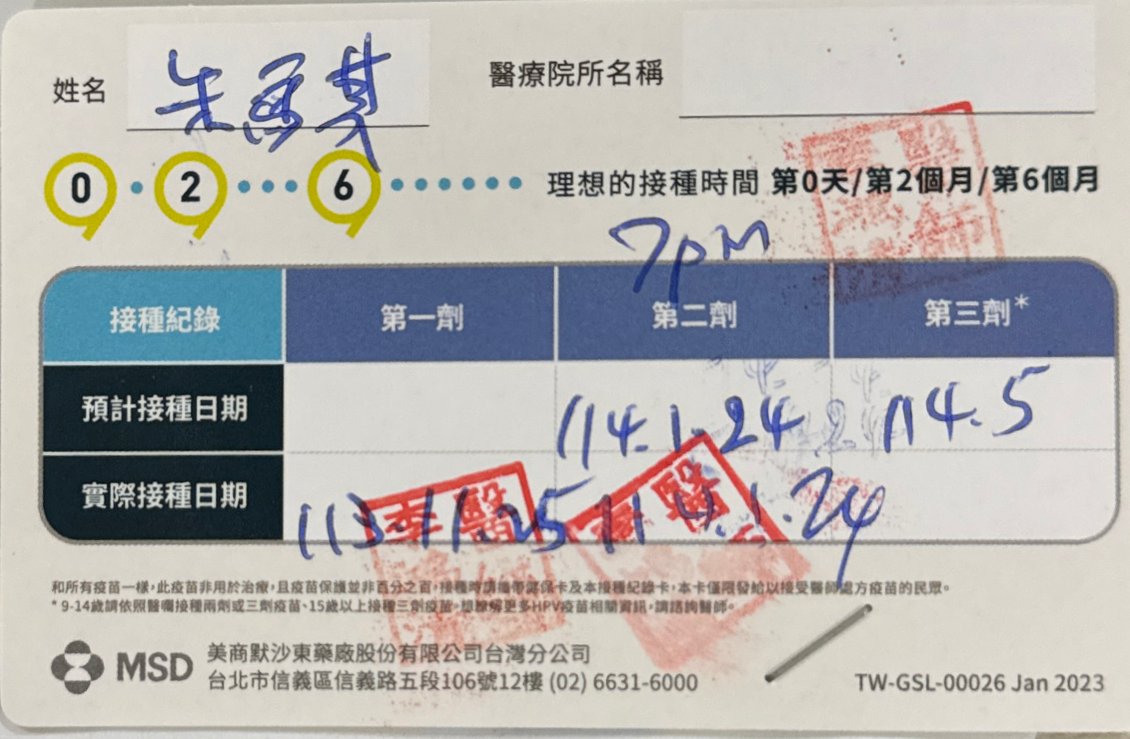 姓名 醫療院所名稱
0 2 6 理想的接種時間 第0天/第2個月/第6個月
7pM
接種紀錄 第一劑 第二劑 第三劑*
預計接種日期 114.1.24 114.5
實際接種日期 113.11.25 114.1.24
和所有疫苗一樣,此疫苗非用於治療,且疫苗保護並非百分之百,接種時請攜帶健保卡及本接種紀錄卡,本卡僅限發給以接受醫師處方疫苗的民眾。
* 9-14歲請依照醫囑接種兩劑或三劑疫苗、15歲以上接種三劑疫苗。想瞭解更多HPV疫苗相關資訊,請諮詢醫師。
MSD 美商默沙東藥廠股份有限公司台灣分公司
台北市信義區信義路五段106號12樓 (02) 6631-6000 TW-GSL-00026 Jan 2023